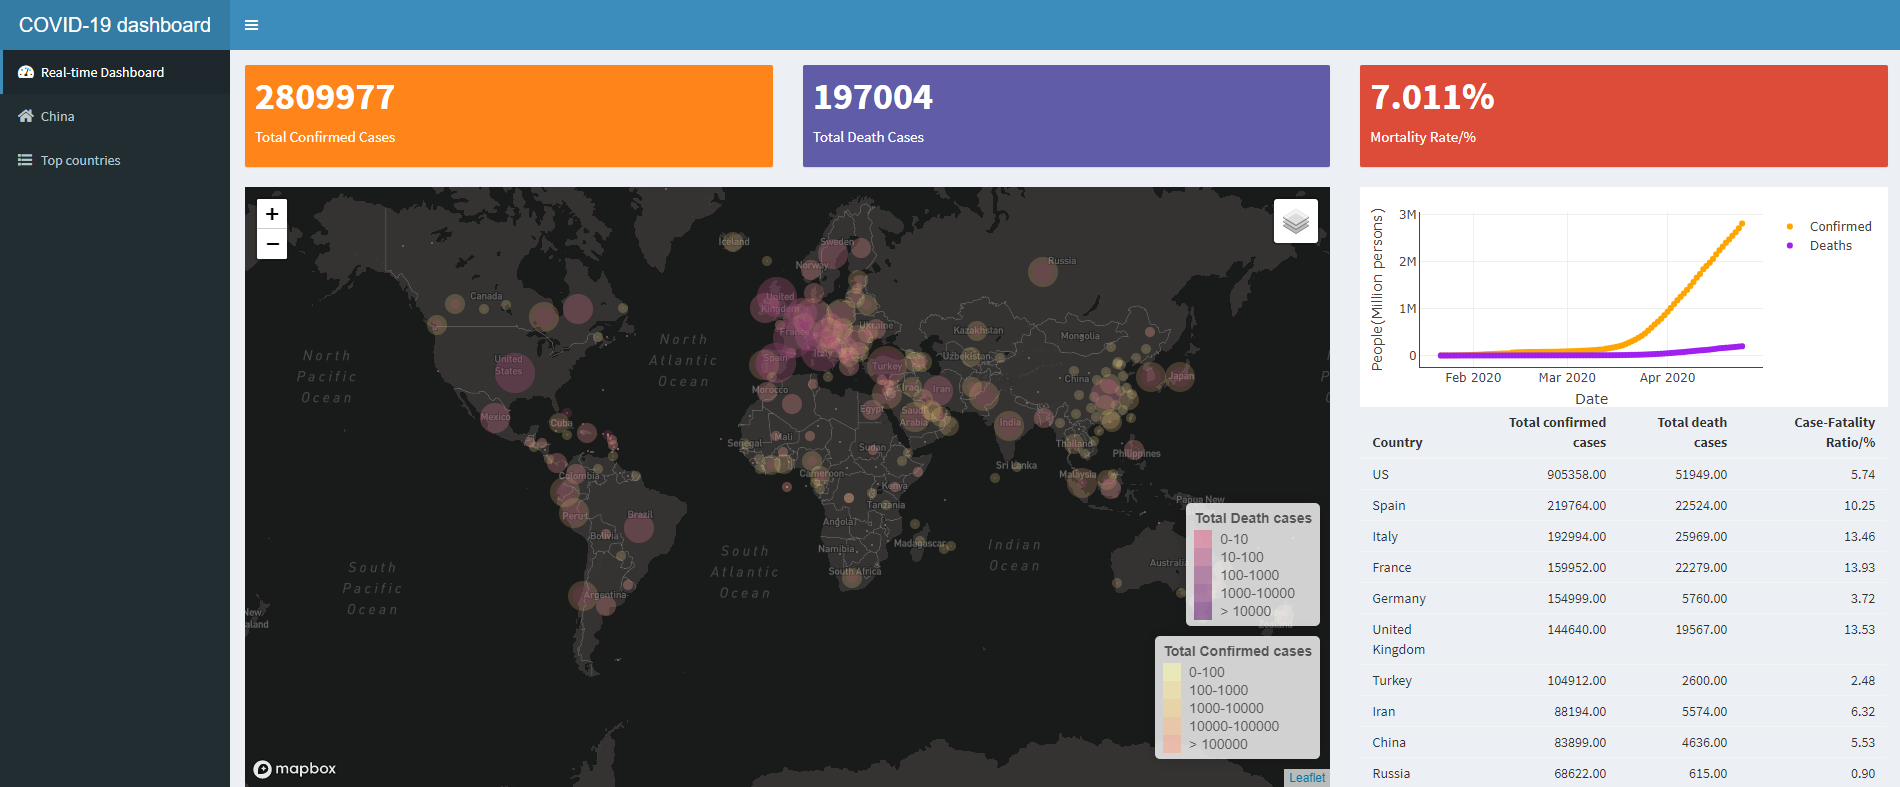 COVID-19 dashboard
Real-time Dashboard
China
Top countries
2809977
Total Confirmed Cases
197004
Total Death Cases
7.011%
Mortality Rate/%
+
−
Iceland
Sweden
Norway
Russia
Canada
United
Kingdom
France
Ukraine
Kazakhstan
Mongolia
North
Pacific
Ocean
North
Atlantic
Ocean
United
States
Spain
Italy
Turkey
Uzbekistan
China
Japan
Morocco
Iraq
Iran
Mexico
Cuba
Egypt
Saudi
Arabia
India
Senegal
Mali
Sudan
Thailand
Philippines
Sri Lanka
Colombia
Cameroon
Kenya
Malaysia
Tanzania
Papua New
Peru
Brazil
Angola
Bolivia
Madagascar
Namibia
South
Atlantic
Ocean
Indian
Ocean
Australia
South
Pacific
Ocean
South Africa
Argentina
New
aland
Total Death cases
0-10
10-100
100-1000
1000-10000
> 10000
Total Confirmed cases
0-100
100-1000
1000-10000
10000-100000
> 100000
mapbox
Leaflet
People(Million persons)
3M
2M
1M
0
Feb 2020 Mar 2020 Apr 2020
Date
Confirmed
Deaths
Country Total confirmed cases Total death cases Case-Fatality Ratio/%
US 905358.00 51949.00 5.74
Spain 219764.00 22524.00 10.25
Italy 192994.00 25969.00 13.46
France 159952.00 22279.00 13.93
Germany 154999.00 5760.00 3.72
United Kingdom 144640.00 19567.00 13.53
Turkey 104912.00 2600.00 2.48
Iran 88194.00 5574.00 6.32
China 83899.00 4636.00 5.53
Russia 68622.00 615.00 0.90